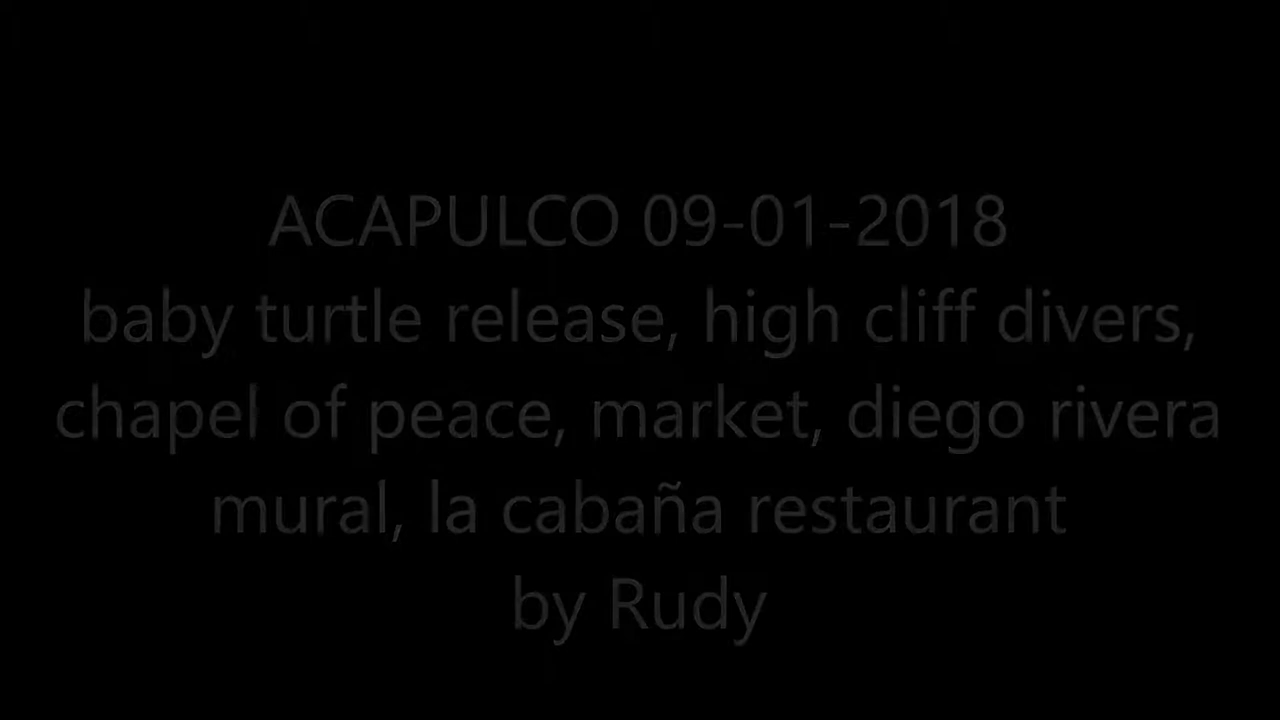 ACAPULCO 09-01-2018
baby turtle release, high cliff divers,
chapel of peace, market, diego rivera
mural, la cabaña restaurant
by Rudy